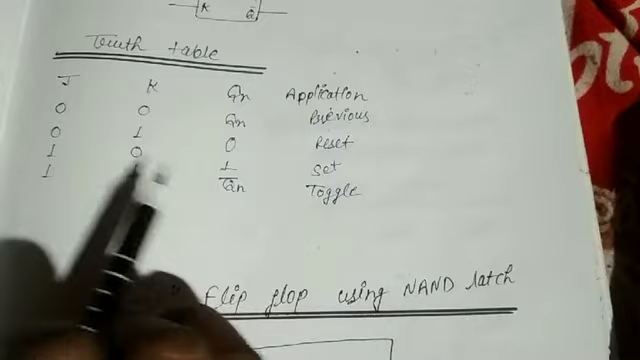 K Q̅
Truth table
J K Qn Application
0 0 Qn Previous
0 1 0 Reset
1 0 1 Set
1 Q̅n Toggle
flip flop using NAND latch